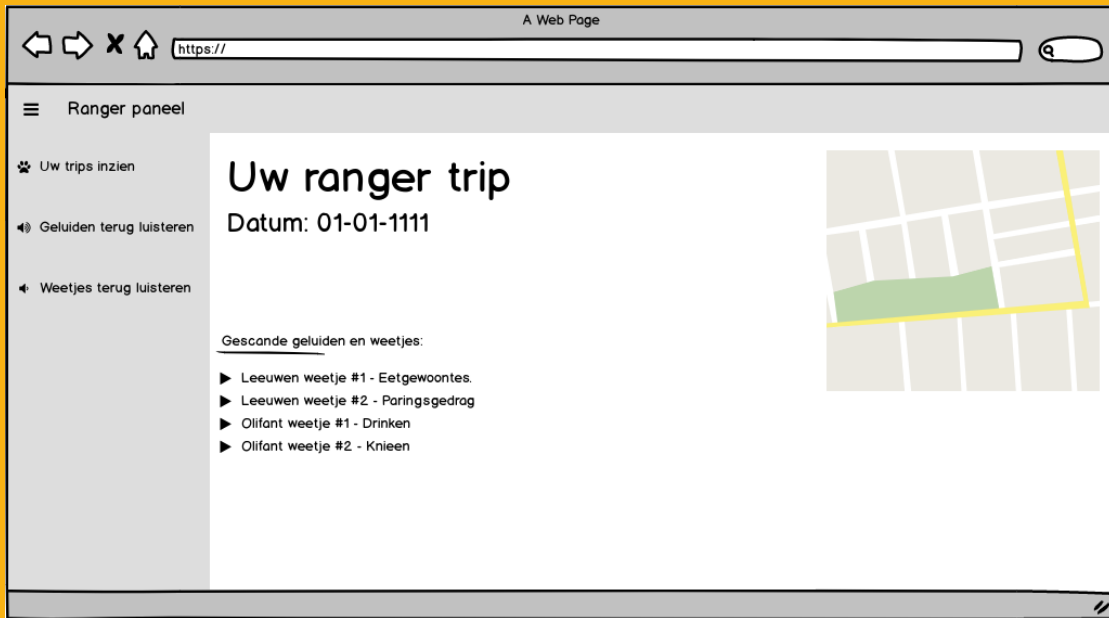 A Web Page
https://
Ranger paneel
Uw trips inzien
Geluiden terug luisteren
Weetjes terug luisteren
Uw ranger trip
Datum: 01-01-1111
Gescande geluiden en weetjes:
Leeuwen weetje #1 - Eetgewoontes.
Leeuwen weetje #2 - Paringsgedrag
Olifant weetje #1 - Drinken
Olifant weetje #2 - Knieen